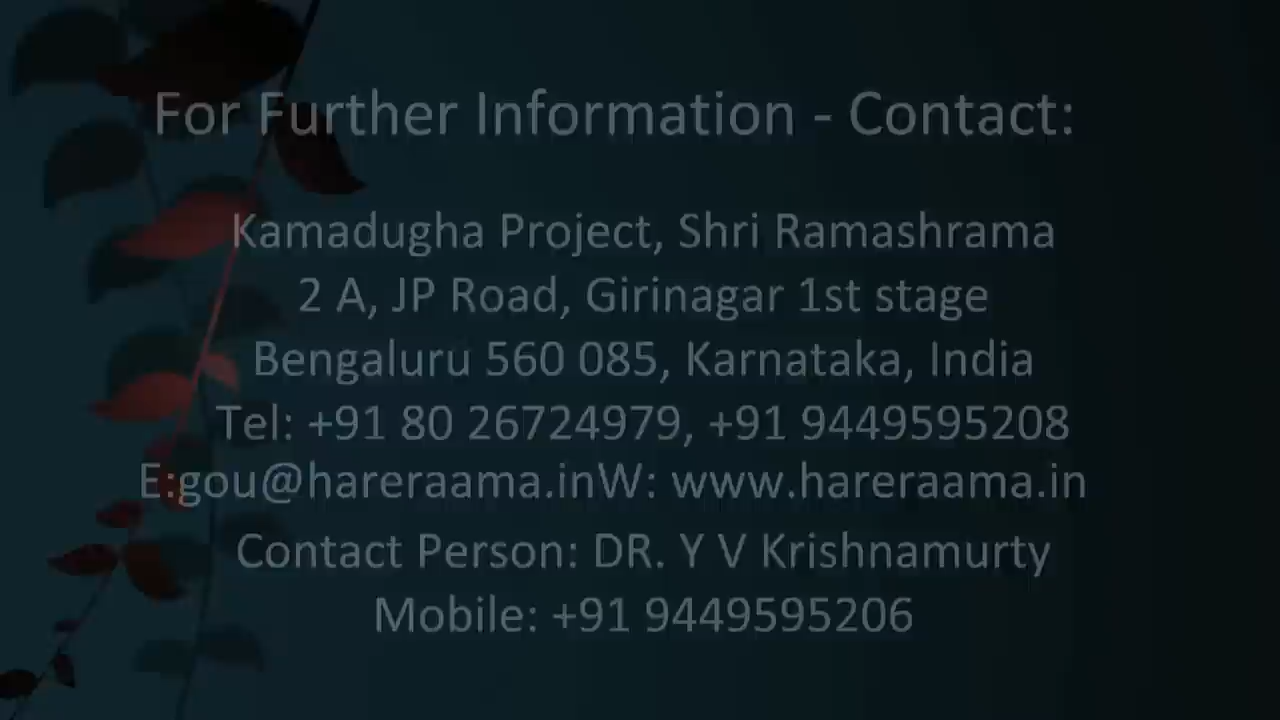 For Further Information - Contact:
Kamadugha Project, Shri Ramashrama
2 A, JP Road, Girinagar 1st stage
Bengaluru 560 085, Karnataka, India
Tel: +91 80 26724979, +91 9449595208
E:gou@hareraama.inW: www.hareraama.in
Contact Person: DR. Y V Krishnamurty
Mobile: +91 9449595206